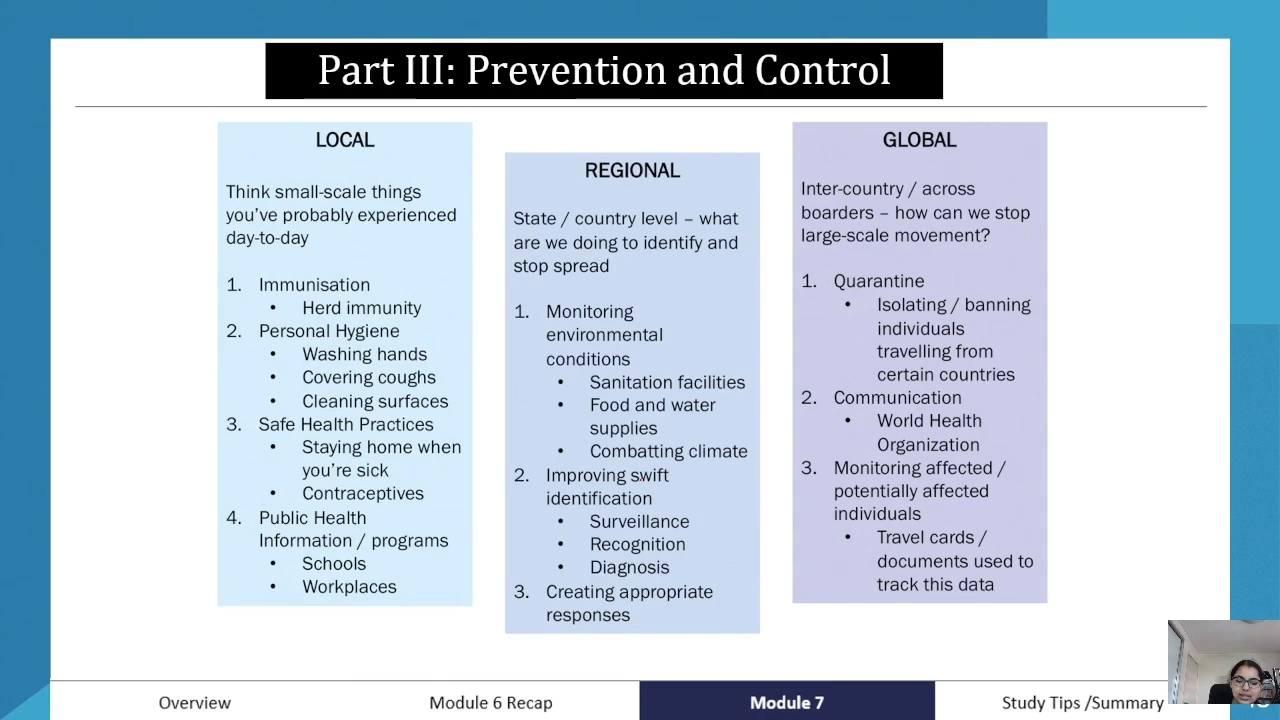 Part III: Prevention and Control
LOCAL
Think small-scale things
you've probably experienced
day-to-day
1. Immunisation
• Herd immunity
2. Personal Hygiene
• Washing hands
• Covering coughs
• Cleaning surfaces
3. Safe Health Practices
• Staying home when
you're sick
• Contraceptives
4. Public Health
Information / programs
• Schools
• Workplaces
REGIONAL
State / country level – what
are we doing to identify and
stop spread
1. Monitoring
environmental
conditions
• Sanitation facilities
• Food and water
supplies
• Combatting climate
2. Improving swift
identification
• Surveillance
• Recognition
• Diagnosis
3. Creating appropriate
responses
GLOBAL
Inter-country / across
boarders – how can we stop
large-scale movement?
1. Quarantine
• Isolating / banning
individuals
travelling from
certain countries
2. Communication
• World Health
Organization
3. Monitoring affected /
potentially affected
individuals
• Travel cards /
documents used to
track this data
Overview
Module 6 Recap
Module 7
Study Tips /Summary